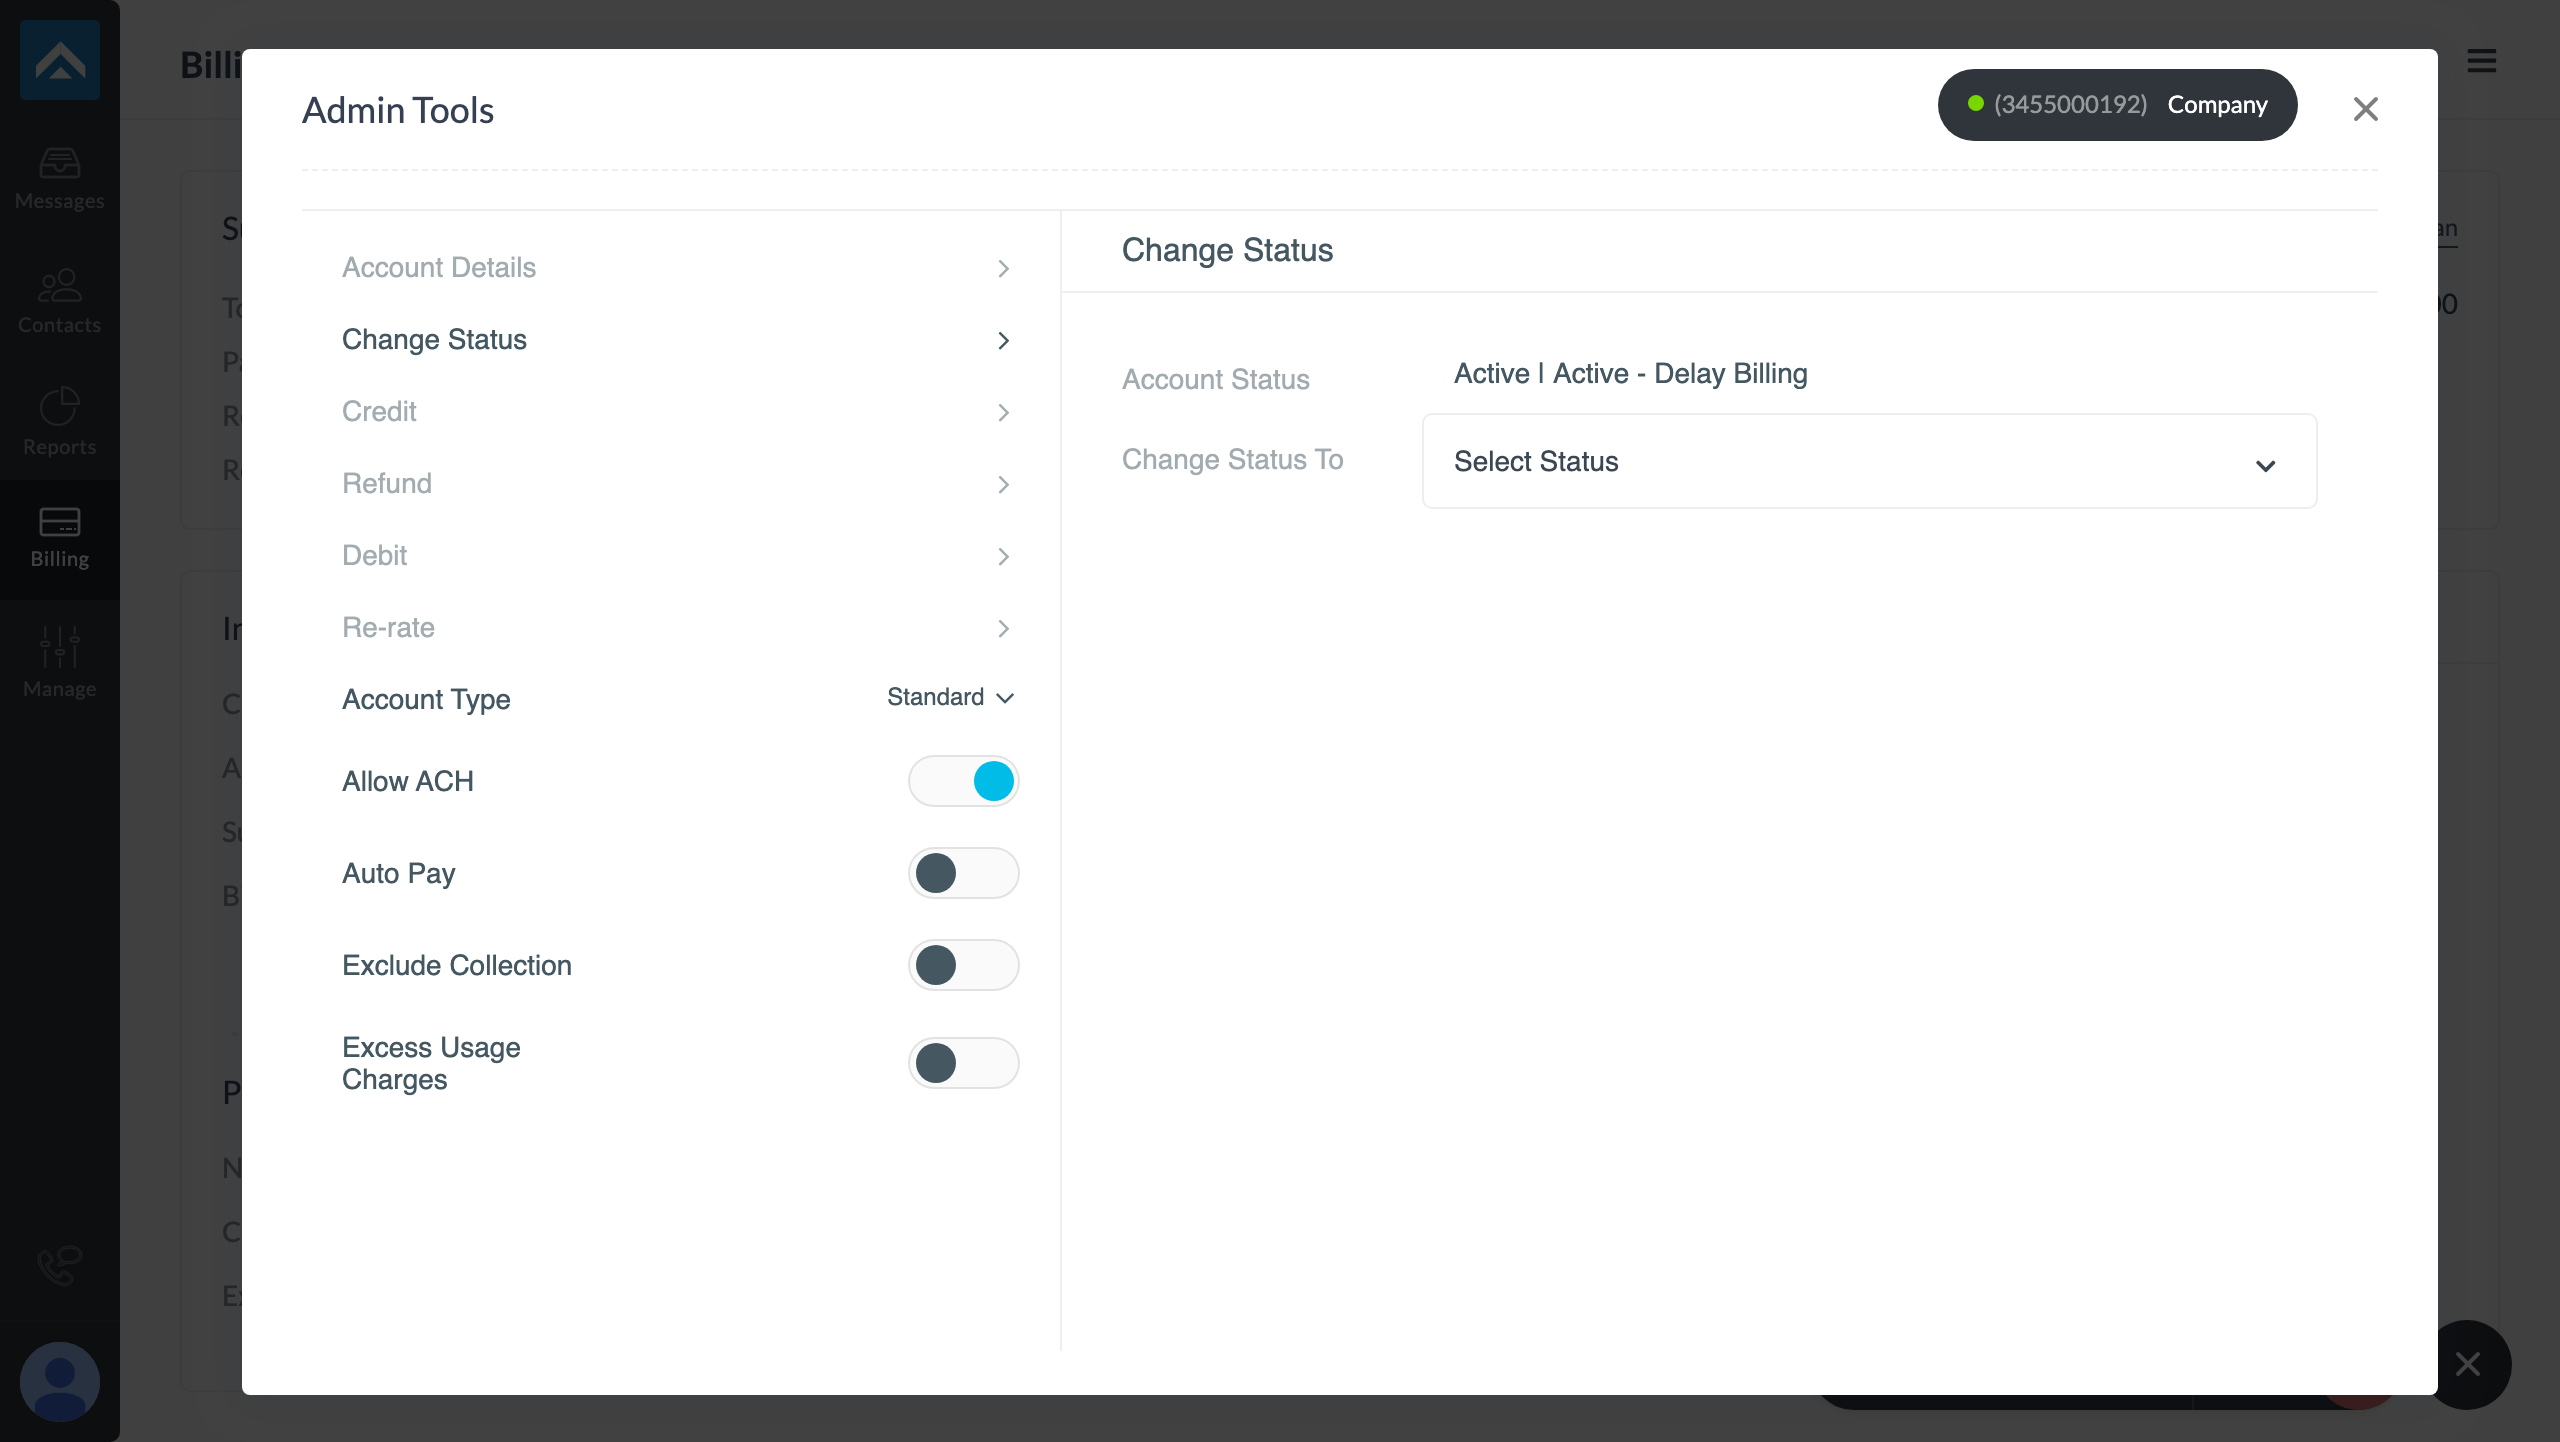 Messages
Contacts
Reports
Billing
Manage
Admin Tools
(3455000192) Company
Account Details
Change Status
Credit
Refund
Debit
Re-rate
Account Type
Standard
Allow ACH
Auto Pay
Exclude Collection
Excess Usage
Charges
Change Status
Account Status
Active | Active - Delay Billing
Change Status To
Select Status